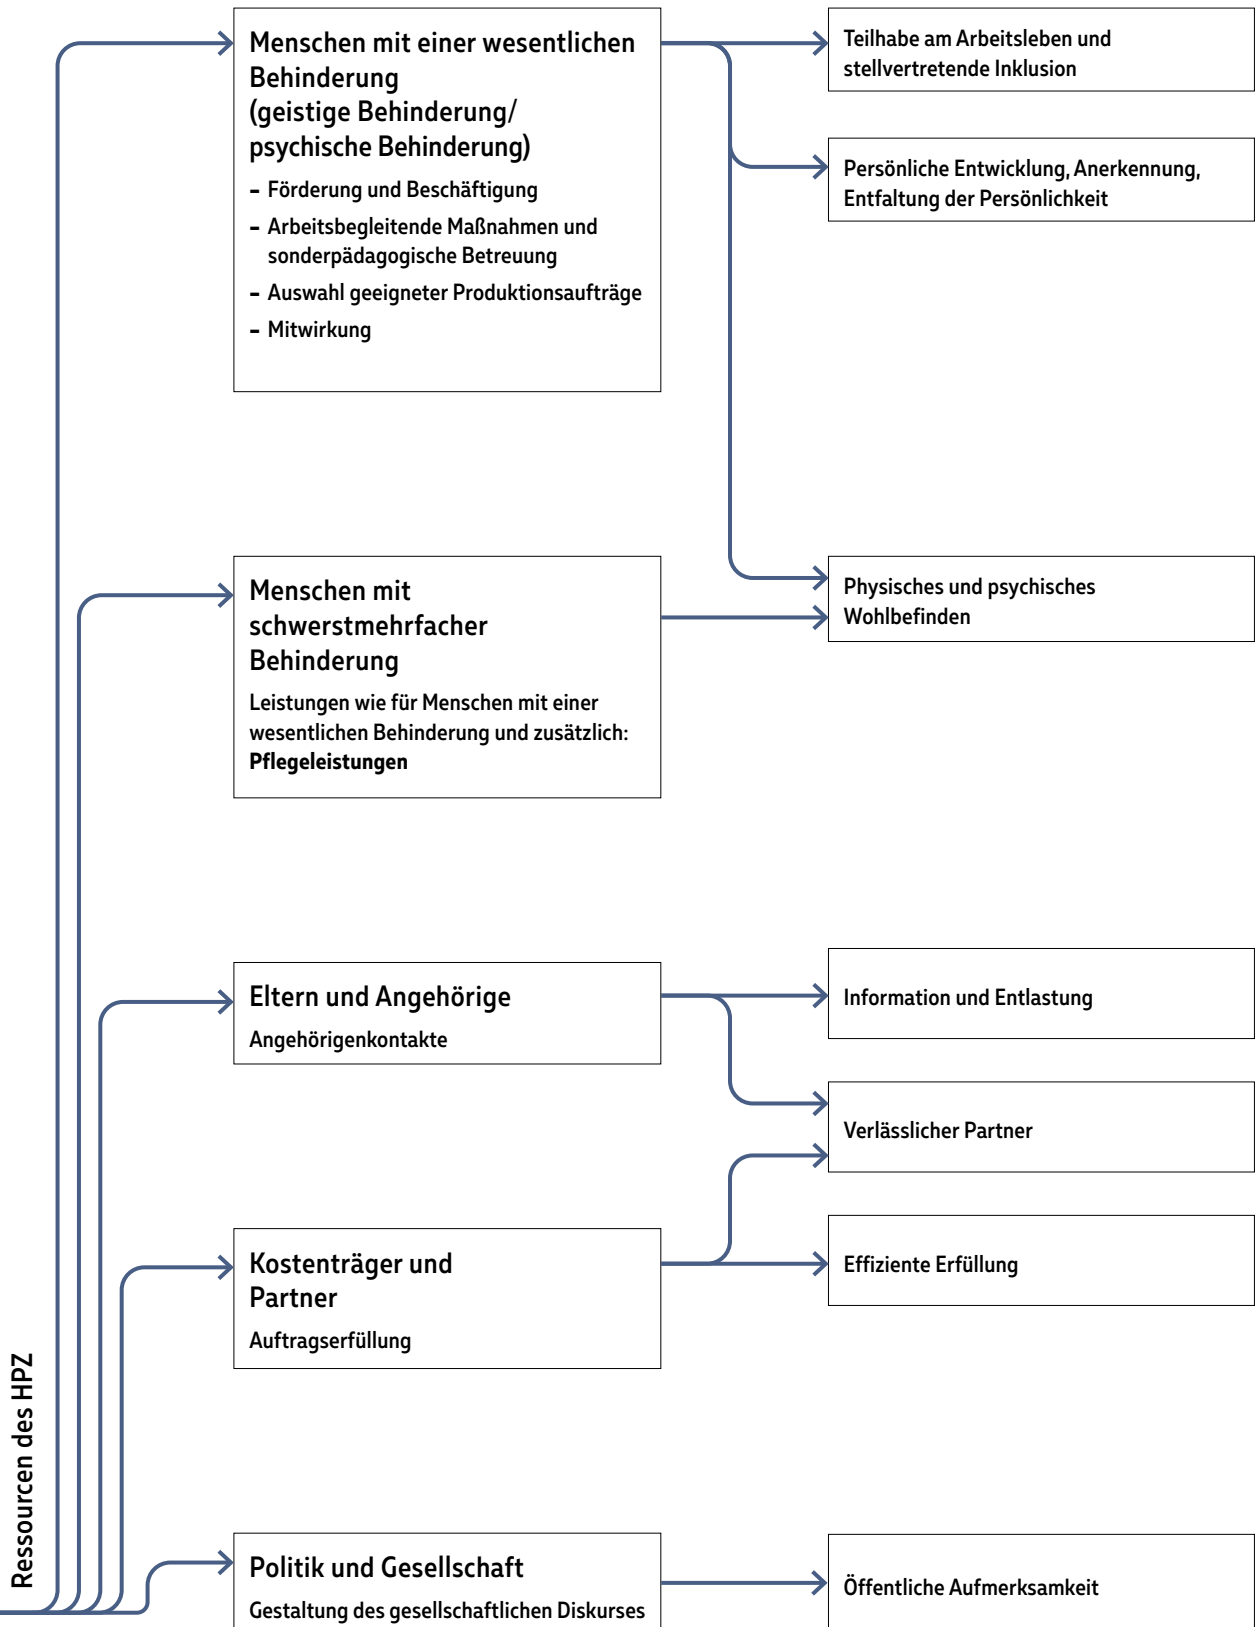 Menschen mit einer wesentlichen
Behinderung
(geistige Behinderung/
psychische Behinderung)
– Förderung und Beschäftigung
– Arbeitsbegleitende Maßnahmen und
sonderpädagogische Betreuung
– Auswahl geeigneter Produktionsaufträge
– Mitwirkung
Teilhabe am Arbeitsleben und
stellvertretende Inklusion
Persönliche Entwicklung, Anerkennung,
Entfaltung der Persönlichkeit
Menschen mit
schwerstmehrfacher
Behinderung
Leistungen wie für Menschen mit einer
wesentlichen Behinderung und zusätzlich:
Pflegeleistungen
Physisches und psychisches
Wohlbefinden
Eltern und Angehörige
Angehörigenkontakte
Information und Entlastung
Verlässlicher Partner
Kostenträger und
Partner
Auftragserfüllung
Effiziente Erfüllung
Politik und Gesellschaft
Gestaltung des gesellschaftlichen Diskurses
Öffentliche Aufmerksamkeit
Ressourcen des HPZ